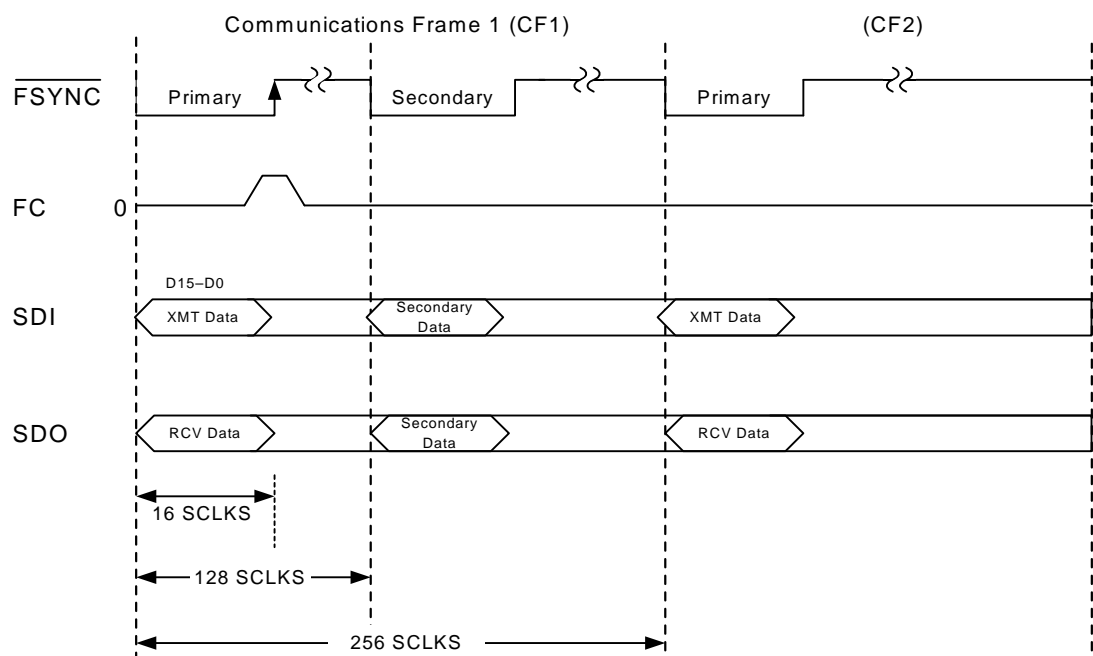 Communications Frame 1 (CF1)
(CF2)
FSYNC
Primary
Secondary
Primary
FC
0
D15–D0
SDI
XMT Data
Secondary
Data
XMT Data
SDO
RCV Data
Secondary
Data
RCV Data
16 SCLKS
128 SCLKS
256 SCLKS